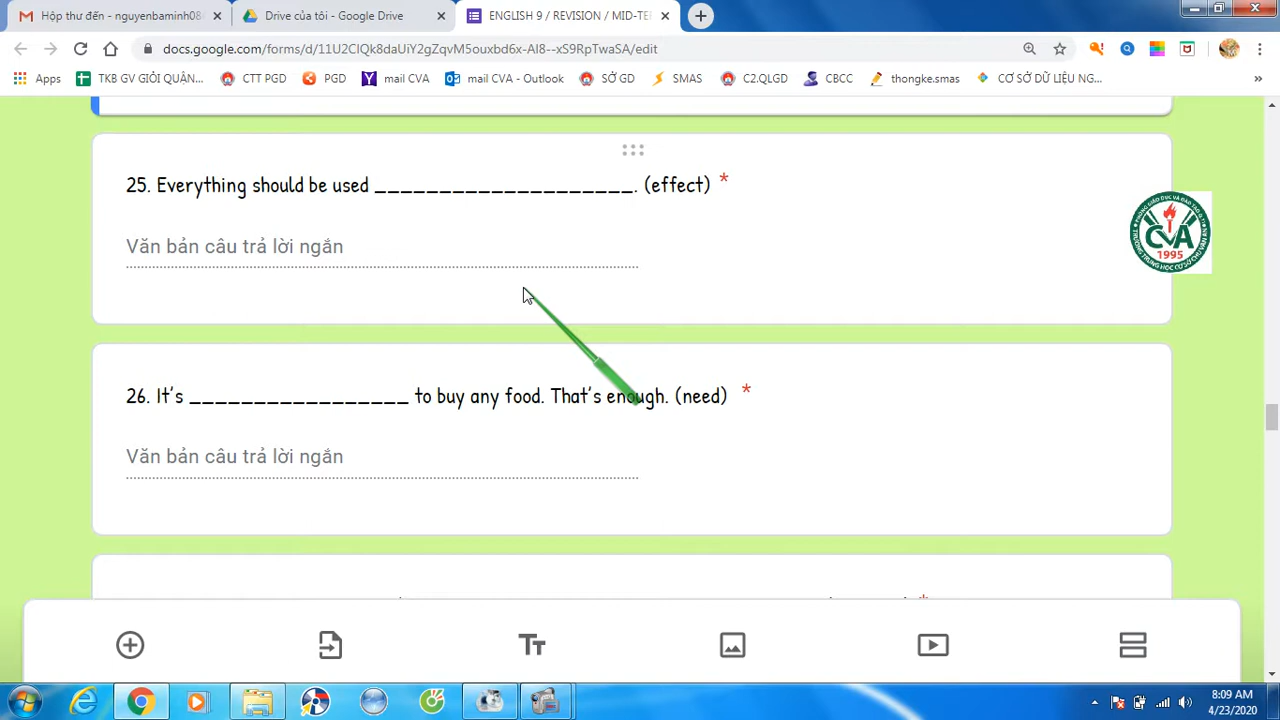 Hộp thư đến - nguyenbaminh08
Drive của tôi - Google Drive
ENGLISH 9 / REVISION / MID-TE
docs.google.com/forms/d/11U2ClQk8daUiY2gZqwM5odUrd6x-AI8--xS9RpTwaSA/edit
Apps
TKB GV GIỎI QUẬN...
CTT PGD
PGD
mail CVA
mail CVA - Outlook
SỞ GD
SMAS
C2.QLGD
CBCC
thongke.smas
CƠ SỞ DỮ LIỆU NG...
»
25. Everything should be used ____________________. (effect) *
Văn bản câu trả lời ngắn
CVA
1995
26. It's _________________ to buy any food. That's enough. (need) *
Văn bản câu trả lời ngắn
Tт
8:09 AM
4/23/2020